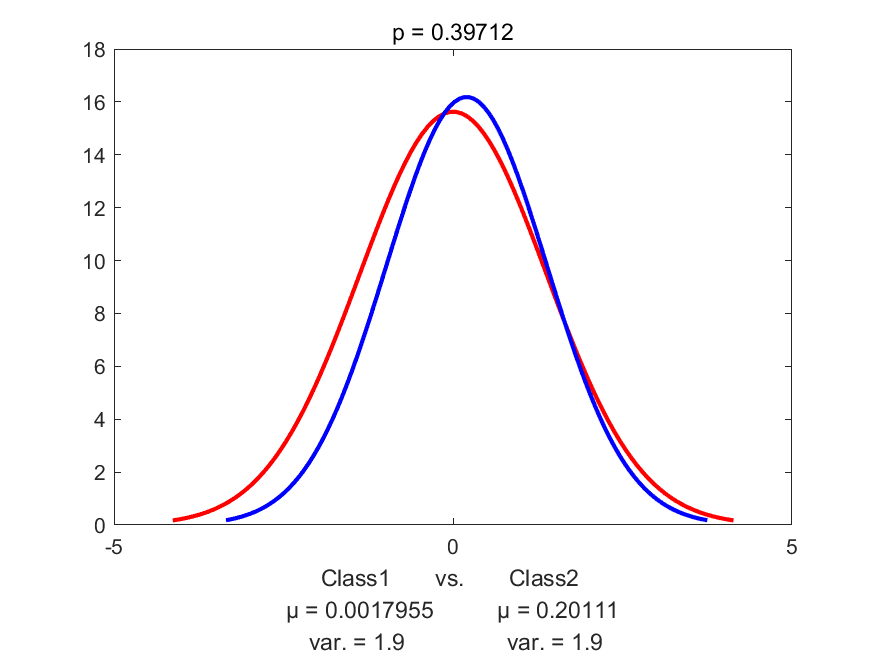 p = 0.39712
18
16
14
12
10
8
6
4
2
0
-5 0 5
Class1 vs. Class2
μ = 0.0017955 μ = 0.20111
var. = 1.9 var. = 1.9